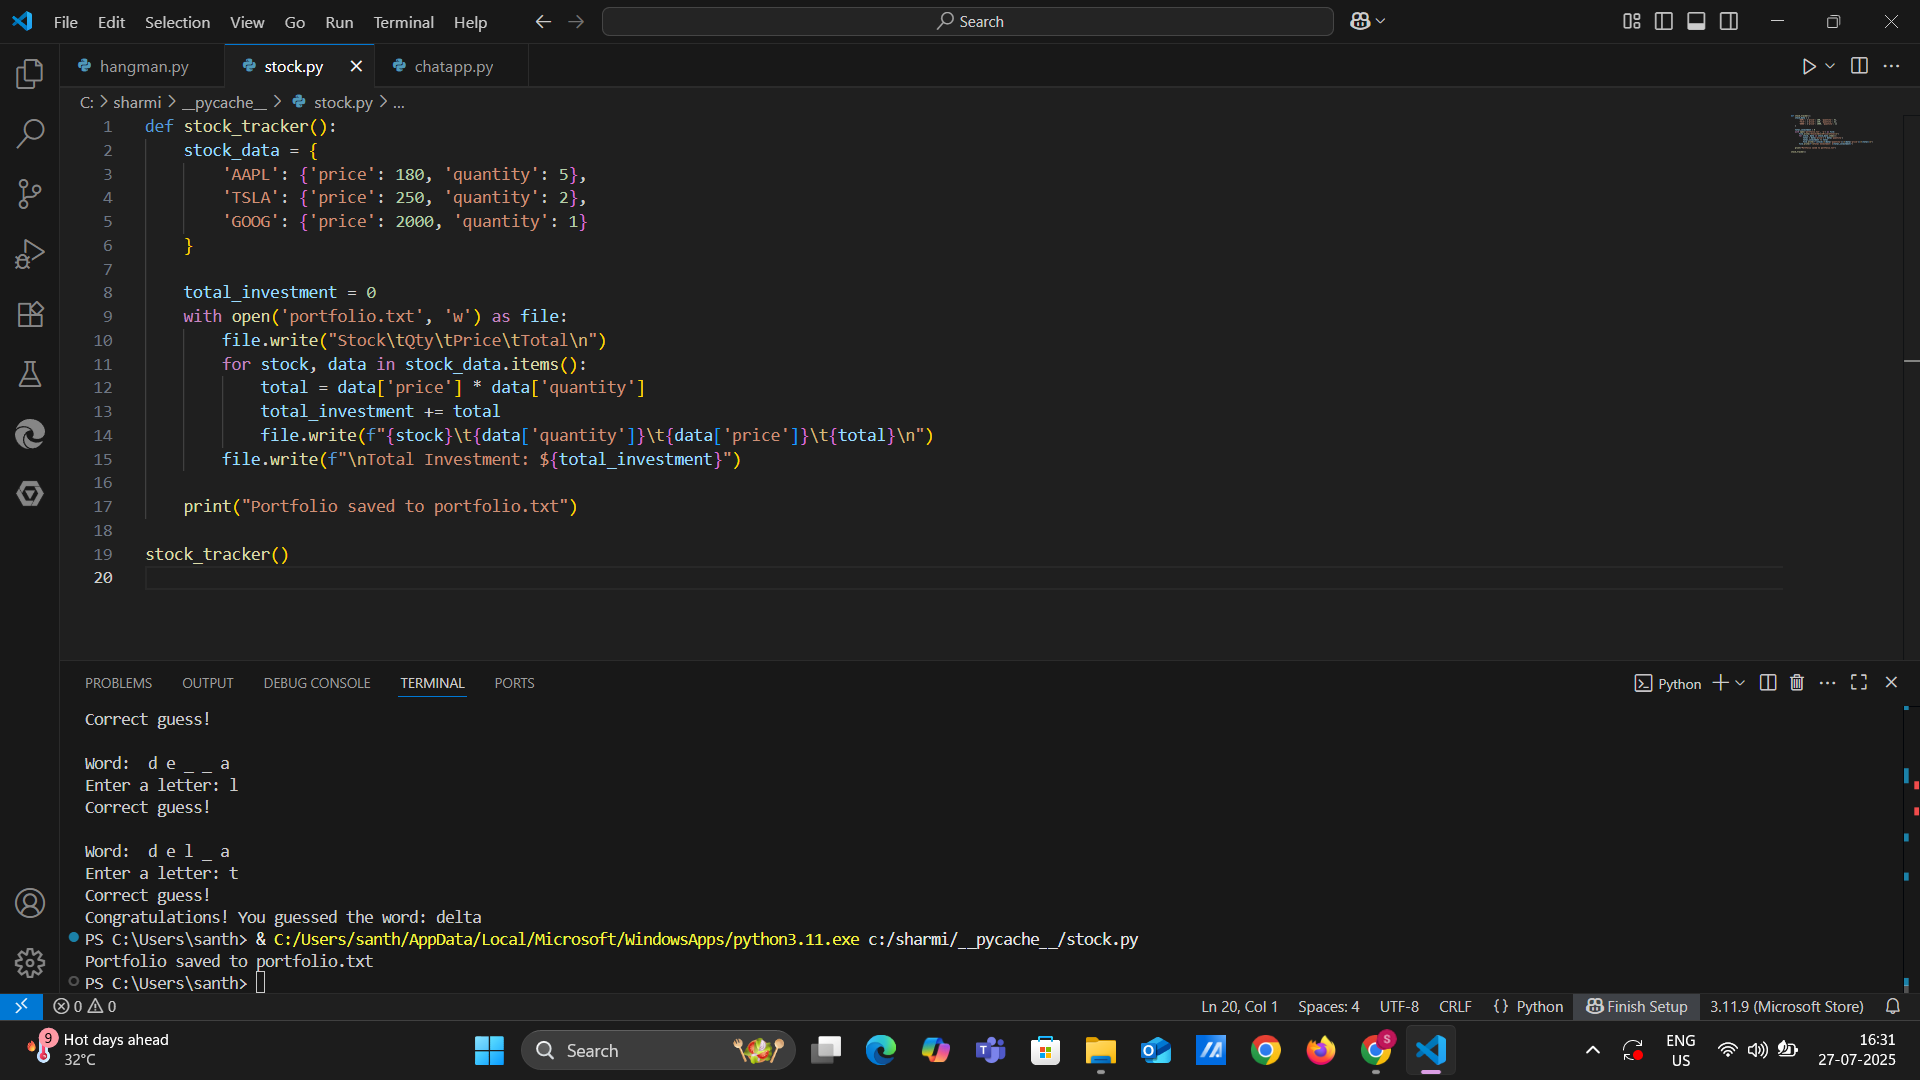 File Edit Selection View Go Run Terminal Help Search
hangman.py stock.py chatapp.py
C: > sharmi > __pycache__ > stock.py > ...
1 def stock_tracker():
2     stock_data = {
3         'AAPL': {'price': 180, 'quantity': 5},
4         'TSLA': {'price': 250, 'quantity': 2},
5         'GOOG': {'price': 2000, 'quantity': 1}
6     }
7
8     total_investment = 0
9     with open('portfolio.txt', 'w') as file:
10         file.write("Stock\tQty\tPrice\tTotal\n")
11         for stock, data in stock_data.items():
12             total = data['price'] * data['quantity']
13             total_investment += total
14             file.write(f"{stock}\t{data['quantity']}\t{data['price']}\t{total}\n")
15         file.write(f"\nTotal Investment: ${total_investment}")
16
17     print("Portfolio saved to portfolio.txt")
18
19 stock_tracker()
20
PROBLEMS OUTPUT DEBUG CONSOLE TERMINAL PORTS Python
Correct guess!
Word:  d e _ _ a
Enter a letter: l
Correct guess!
Word:  d e l _ a
Enter a letter: t
Correct guess!
Congratulations! You guessed the word: delta
PS C:\Users\santh> & C:/Users/santh/AppData/Local/Microsoft/WindowsApps/python3.11.exe c:/sharmi/__pycache__/stock.py
Portfolio saved to portfolio.txt
PS C:\Users\santh>
0 0 Ln 20, Col 1 Spaces: 4 UTF-8 CRLF {} Python Finish Setup 3.11.9 (Microsoft Store)
9 Hot days ahead
32°C
Search
S
ENG
US
16:31
27-07-2025